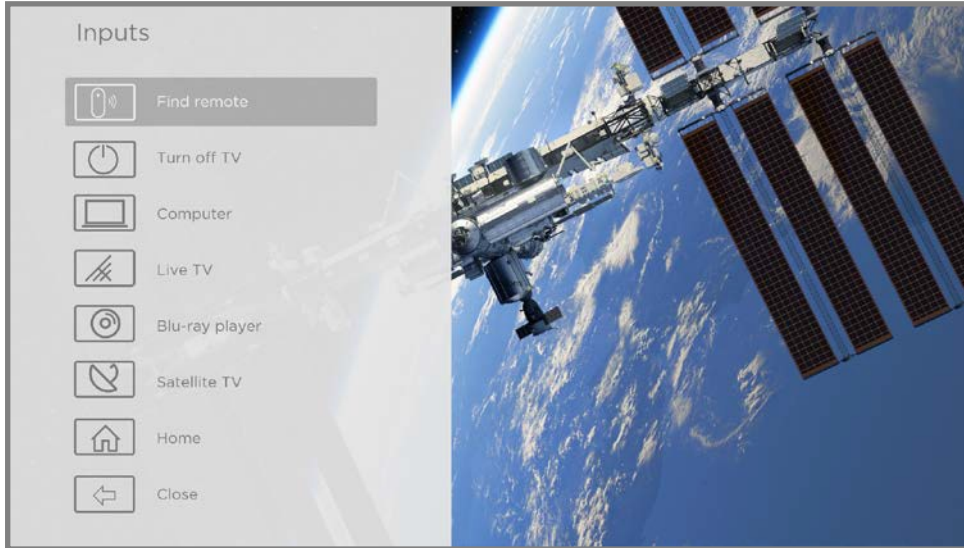 Inputs
Find remote
Turn off TV
Computer
Live TV
Blu-ray player
Satellite TV
Home
Close